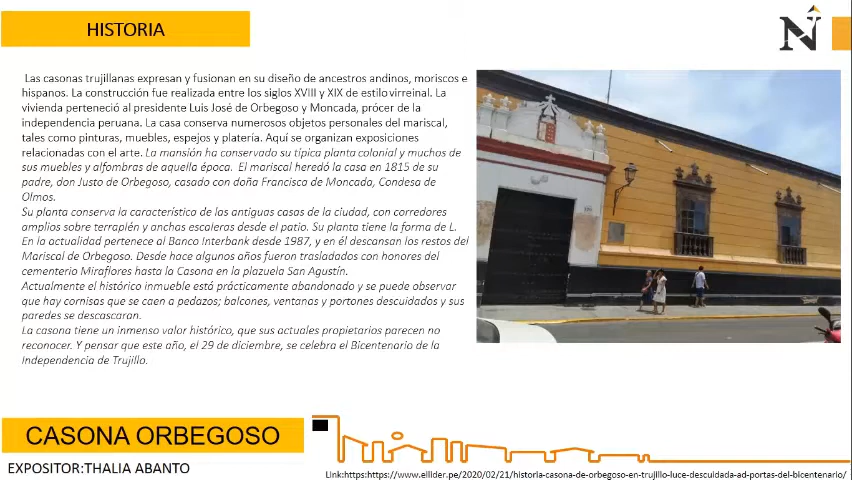 HISTORIA
N
Las casonas trujillanas expresan y fusionan en su diseño de ancestros andinos, moriscos e
hispanos. La construcción fue realizada entre los siglos XVIII y XIX de estilo virreinal. La
vivienda perteneció al presidente Luis José de Orbegoso y Moncada, prócer de la
independencia peruana. La casa conserva numerosos objetos personales del mariscal,
tales como pinturas, muebles, espejos y platería. Aquí se organizan exposiciones
relacionadas con el arte. La mansión ha conservado su típica planta colonial y muchos de
sus muebles y alfombras de aquella época. El mariscal heredó la casa en 1815 de su
padre, don Justo de Orbegoso, casado con doña Francisca de Moncada, Condesa de
Olmos.
Su planta conserva la característica de las antiguas casas de la ciudad, con corredores
amplios sobre terraplén y anchas escaleras desde el patio. Su planta tiene la forma de L.
En la actualidad pertenece al Banco Interbank desde 1987, y en él descansan los restos del
Mariscal de Orbegoso. Desde hace algunos años fueron trasladados con honores del
cementerio Miraflores hasta la Casona en la plazuela San Agustín.
Actualmente el histórico inmueble está prácticamente abandonado y se puede observar
que hay cornisas que se caen a pedazos; balcones, ventanas y portones descuidados y sus
paredes se descascaran.
La casona tiene un inmenso valor histórico, que sus actuales propietarios parecen no
reconocer. Y pensar que este año, el 29 de diciembre, se celebra el Bicentenario de la
Independencia de Trujillo.
CASONA ORBEGOSO
EXPOSITOR:THALIA ABANTO
Link:https:https://www.ellider.pe/2020/02/21/historia-casona-de-orbegoso-en-trujillo-luce-descuidada-ad-portas-del-bicentenario/